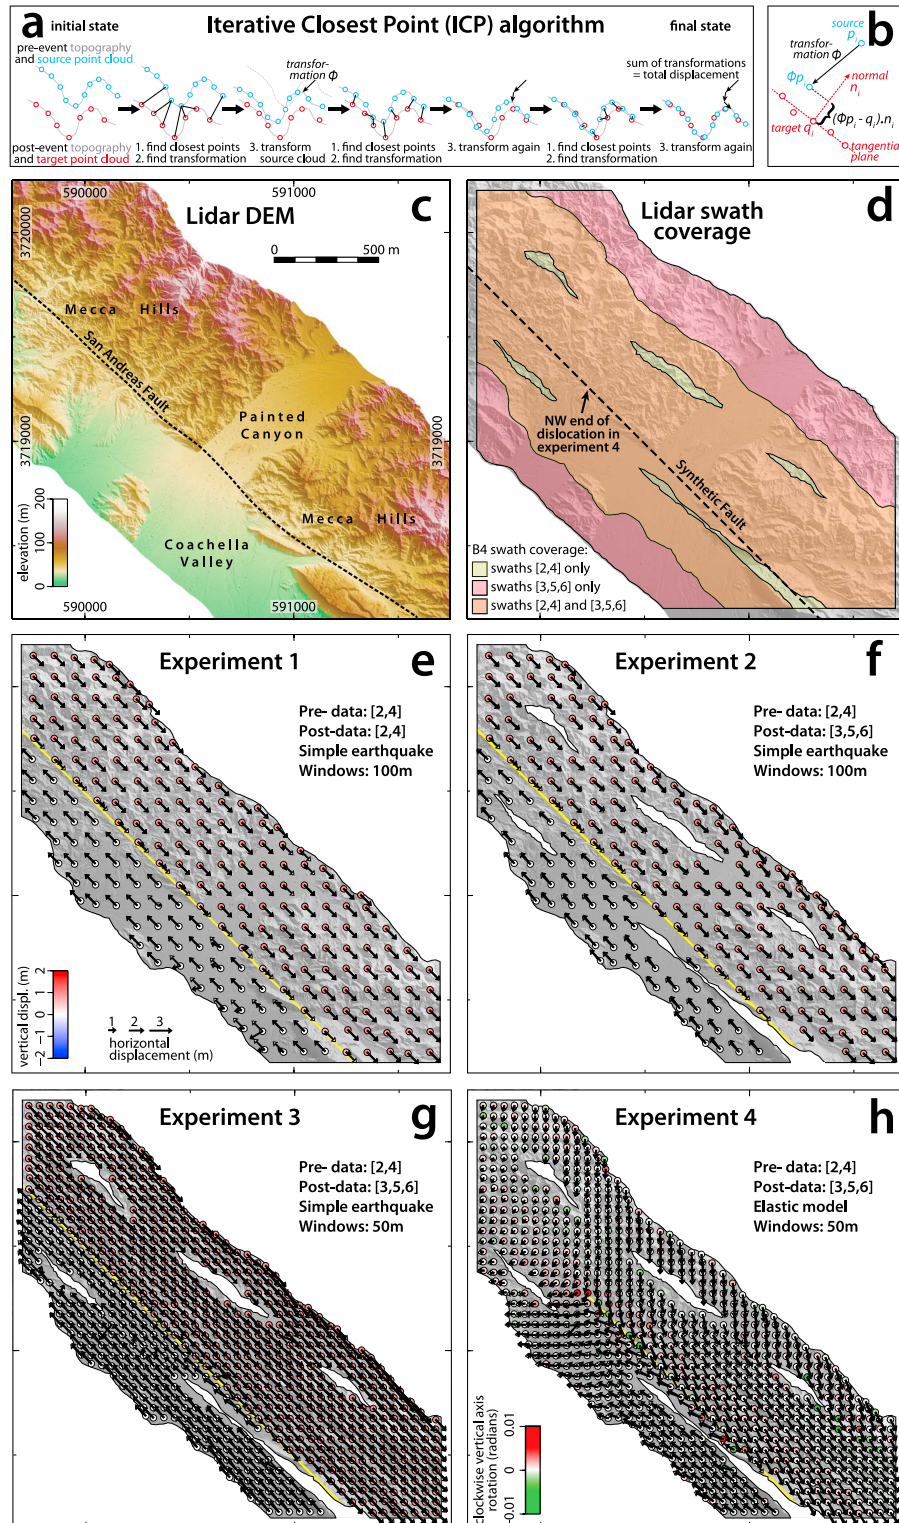 a
initial state
Iterative Closest Point (ICP) algorithm
final state
pre-event topography
and source point cloud
transfor-
mation Φ
sum of transformations
= total displacement
post-event topography
and target point cloud
1. find closest points
2. find transformation
3. transform
source cloud
1. find closest points
2. find transformation
3. transform again
1. find closest points
2. find transformation
3. transform again
b
source
pi
transfor-
mation Φ
Φpi
normal
ni
(Φpi - qi).ni
target qi
tangential
plane
c
590000
591000
Lidar DEM
0
500 m
3720000
Mecca Hills
San Andreas Fault
Painted
Canyon
3719000
3719000
Mecca Hills
Coachella
Valley
elevation (m)
200
100
0
590000
591000
d
Lidar swath
coverage
NW end of
dislocation in
experiment 4
Synthetic Fault
B4 swath coverage:
swaths [2,4] only
swaths [3,5,6] only
swaths [2,4] and [3,5,6]
e
Experiment 1
Pre- data: [2,4]
Post-data: [2,4]
Simple earthquake
Windows: 100m
vertical displ. (m)
2
1
0
−1
−2
1 2 3
horizontal
displacement (m)
f
Experiment 2
Pre- data: [2,4]
Post-data: [3,5,6]
Simple earthquake
Windows: 100m
g
Experiment 3
Pre- data: [2,4]
Post-data: [3,5,6]
Simple earthquake
Windows: 50m
h
Experiment 4
Pre- data: [2,4]
Post-data: [3,5,6]
Elastic model
Windows: 50m
clockwise vertical axis
rotation (radians)
0.01
0
-0.01